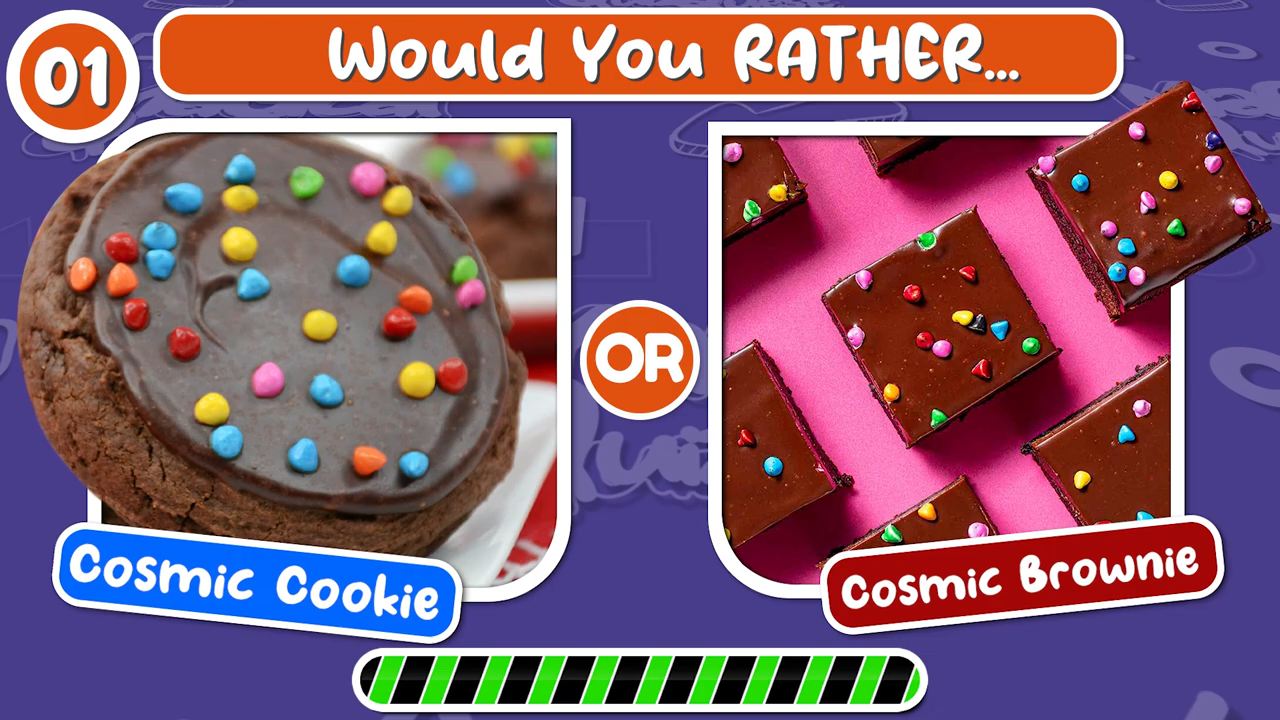 01
Would You RATHER...
OR
Cosmic Cookie
Cosmic Brownie